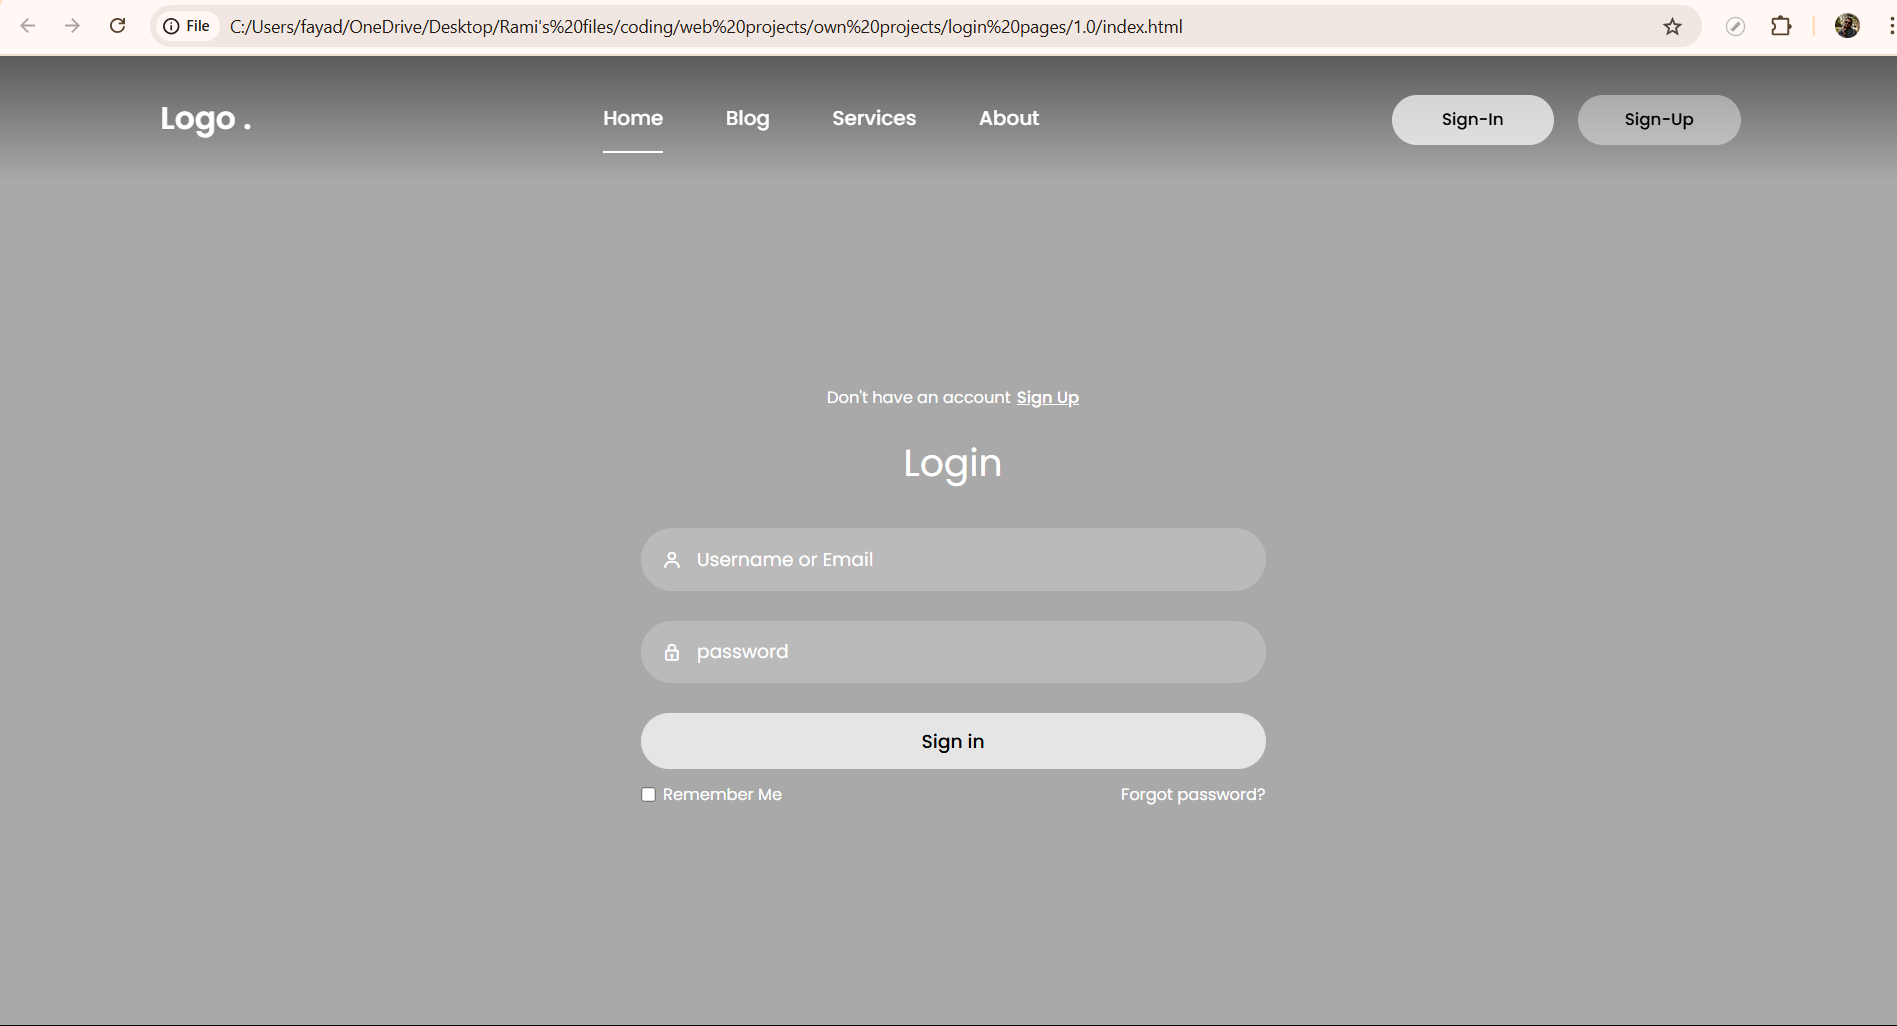 File C:/Users/fayad/OneDrive/Desktop/Rami's%20files/coding/web%20projects/own%20projects/login%20pages/1.0/index.html
Logo . Home Blog Services About Sign-In Sign-Up
Don't have an account Sign Up
Login
Username or Email
password
Sign in
Remember Me Forgot password?